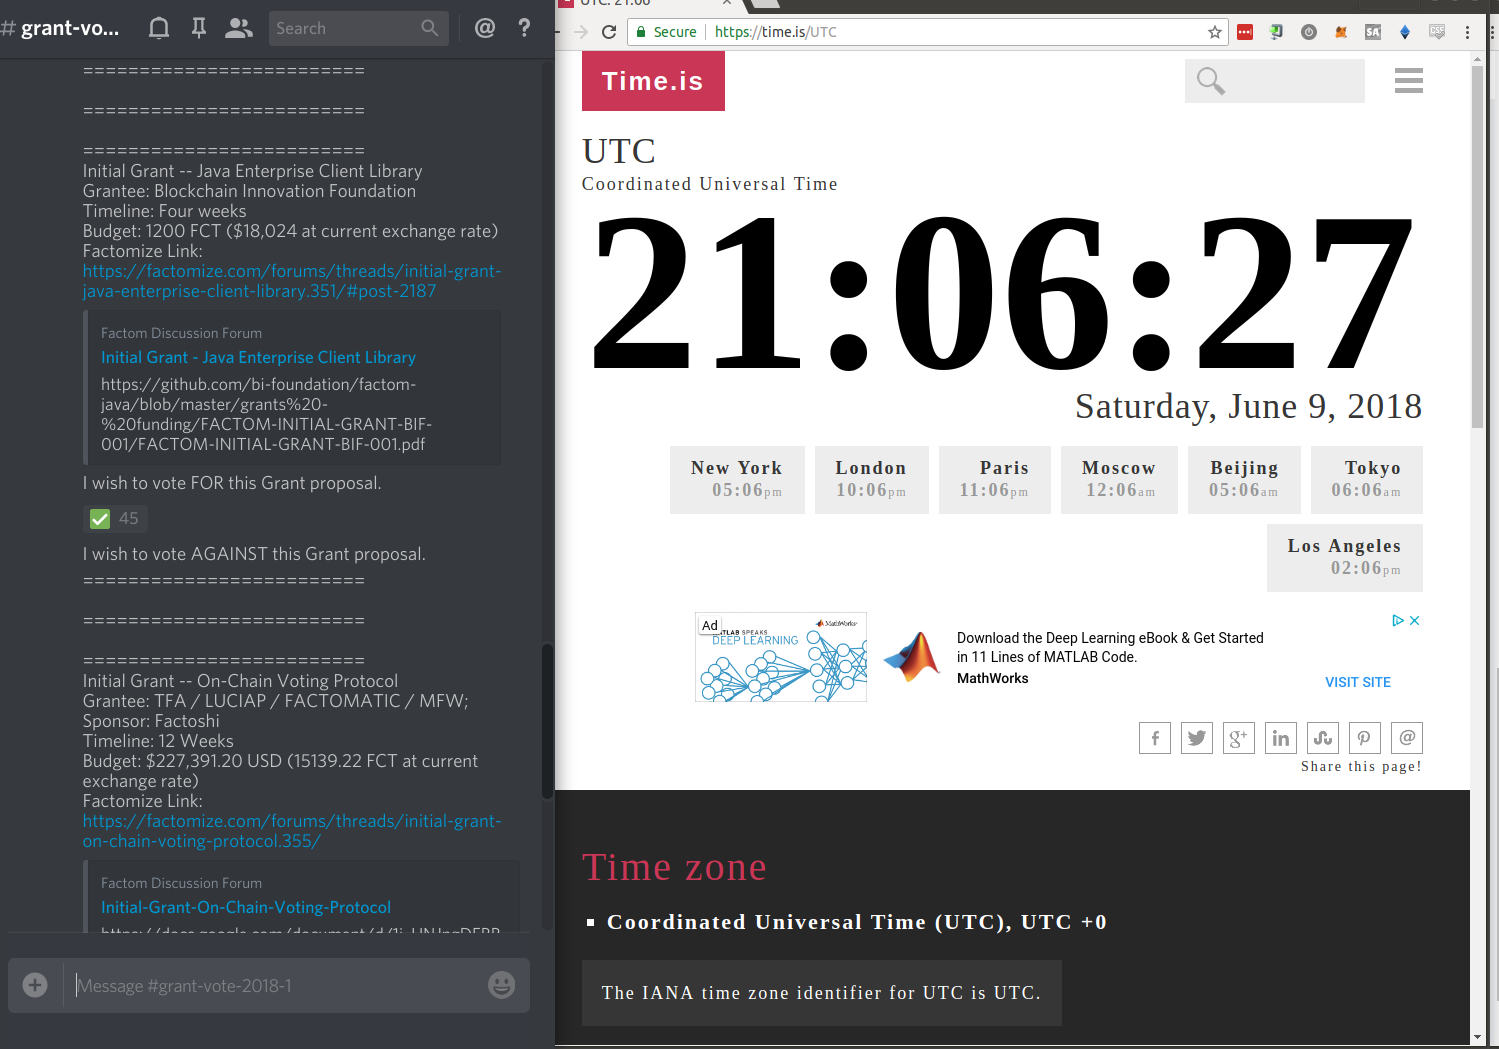 # grant-vo...
Search
@
?
==========================
==========================
==========================
Initial Grant -- Java Enterprise Client Library
Grantee: Blockchain Innovation Foundation
Timeline: Four weeks
Budget: 1200 FCT ($18,024 at current exchange rate)
Factomize Link:
https://factomize.com/forums/threads/initial-grant-
java-enterprise-client-library.351/#post-2187
Factom Discussion Forum
Initial Grant - Java Enterprise Client Library
https://github.com/bi-foundation/factom-
java/blob/master/grants%20-
%20funding/FACTOM-INITIAL-GRANT-BIF-
001/FACTOM-INITIAL-GRANT-BIF-001.pdf
I wish to vote FOR this Grant proposal.
45
I wish to vote AGAINST this Grant proposal.
==========================
==========================
==========================
Initial Grant -- On-Chain Voting Protocol
Grantee: TFA / LUCIAP / FACTOMATIC / MFW;
Sponsor: Factoshi
Timeline: 12 Weeks
Budget: $227,391.20 USD (15139.22 FCT at current
exchange rate)
Factomize Link:
https://factomize.com/forums/threads/initial-grant-
on-chain-voting-protocol.355/
Factom Discussion Forum
Initial-Grant-On-Chain-Voting-Protocol
Message #grant-vote-2018-1
UTC: 21:06
Secure
https://time.is/UTC
Time.is
UTC
Coordinated Universal Time
21:06:27
Saturday, June 9, 2018
New York
05:06pm
London
10:06pm
Paris
11:06pm
Moscow
12:06am
Beijing
05:06am
Tokyo
06:06am
Los Angeles
02:06pm
Ad
MATLAB SPEAKS
DEEP LEARNING
MathWorks
Download the Deep Learning eBook & Get Started
in 11 Lines of MATLAB Code.
MathWorks
VISIT SITE
Share this page!
Time zone
Coordinated Universal Time (UTC), UTC +0
The IANA time zone identifier for UTC is UTC.